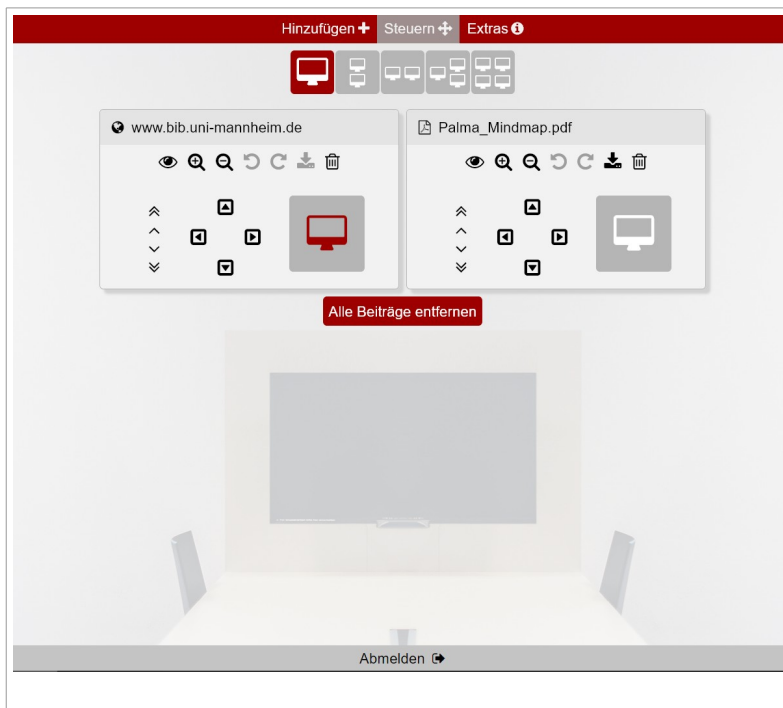 Hinzufügen Steuern Extras
www.bib.uni-mannheim.de
Palma_Mindmap.pdf
Alle Beiträge entfernen
Abmelden